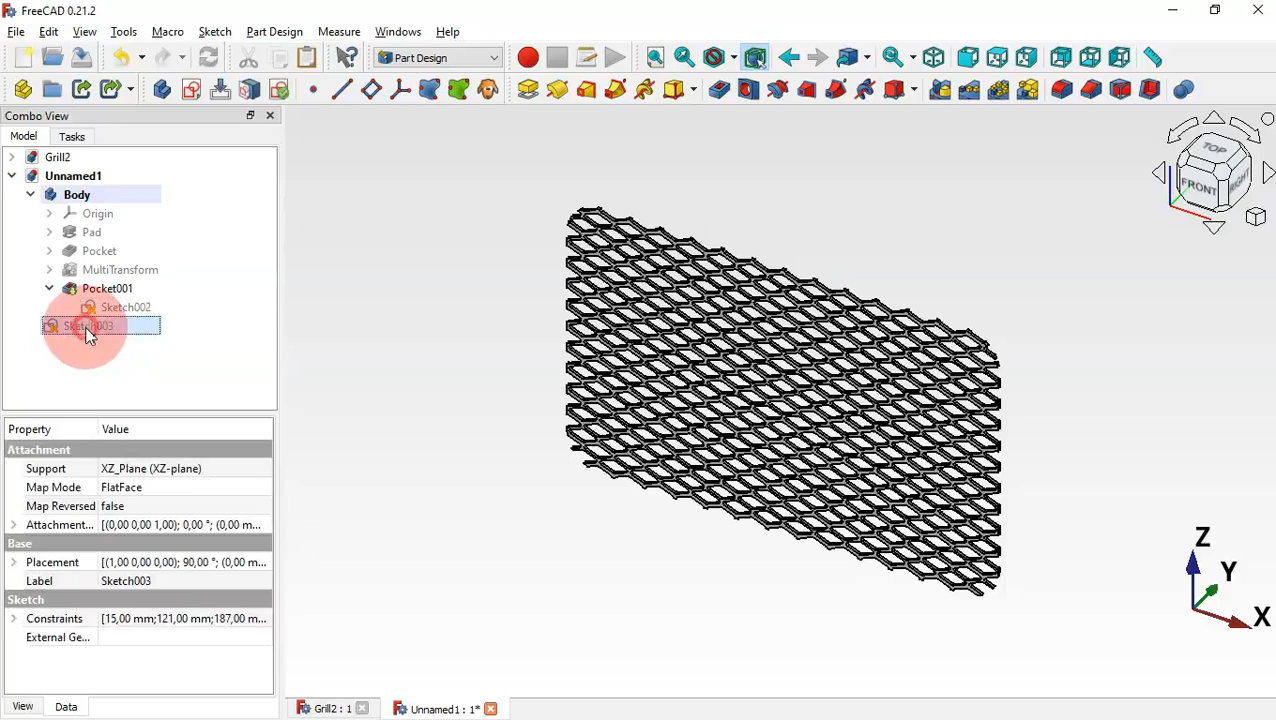 FreeCAD 0.21.2
File Edit View Tools Macro Sketch Part Design Measure Windows Help
Part Design
Combo View
Model Tasks
Grill2
Unnamed1
Body
Origin
Pad
Pocket
MultiTransform
Pocket001
Sketch002
Sketch003
Property Value
Attachment
Support XZ_Plane (XZ-plane)
Map Mode FlatFace
Map Reversed false
Attachment... [(0,00 0,00 1,00); 0,00 °; (0,00 m...
Base
Placement [(1,00 0,00 0,00); 90,00 °; (0,00 m...
Label Sketch003
Sketch
Constraints [15,00 mm;121,00 mm;187,00 m...
External Ge...
View Data
Grill2 : 1
Unnamed1 : 1*
TOP
FRONT
RIGHT
Z
Y
X